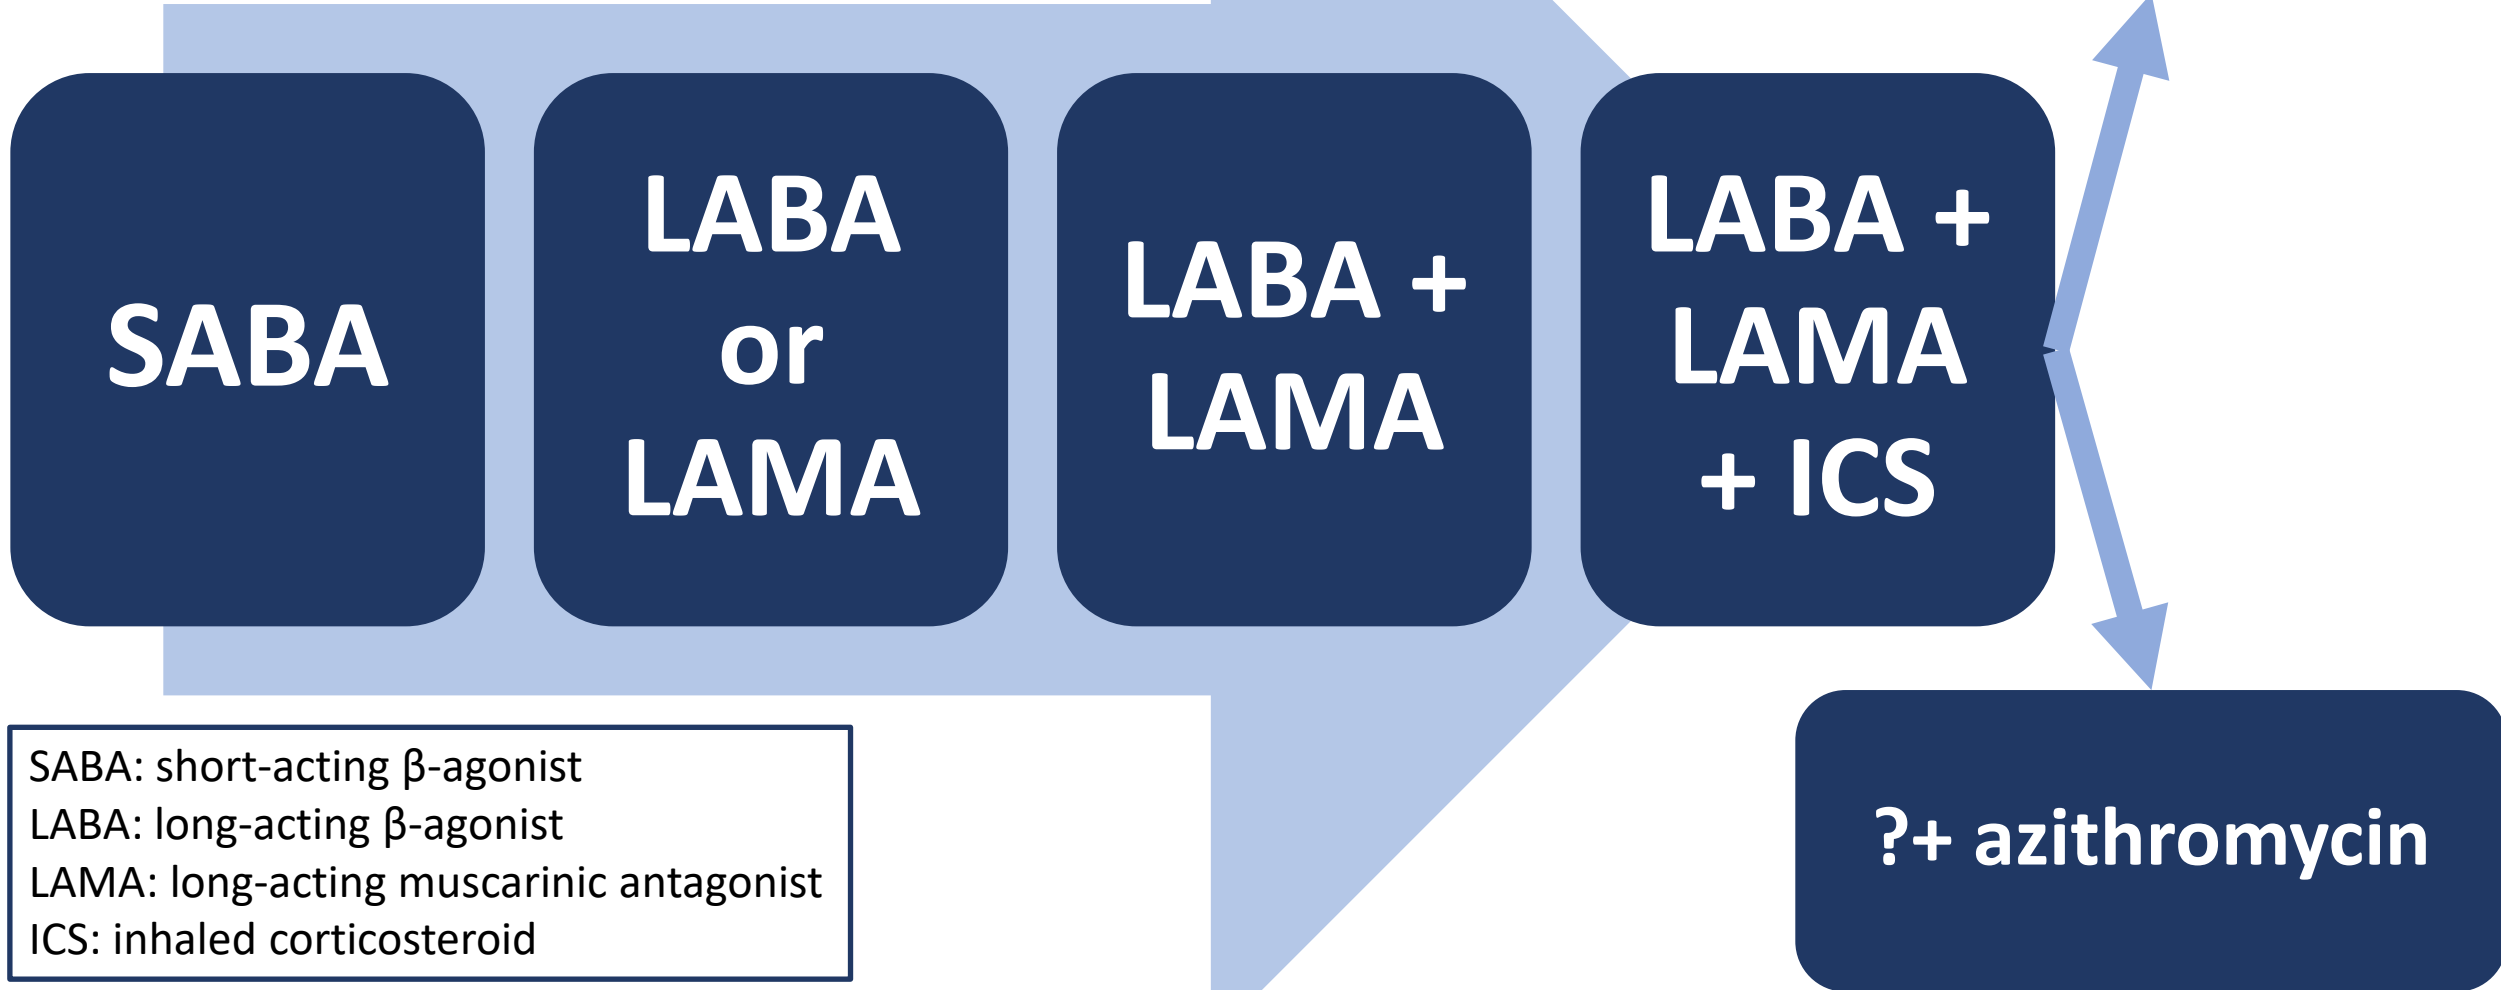 SABA
LABA
or
LAMA
LABA +
LAMA
LABA +
LAMA
+ ICS
SABA: short-acting β-agonist
LABA: long-acting β-agonist
LAMA: long-acting muscarinic antagonist
ICS: inhaled corticosteroid
?+ azithromycin